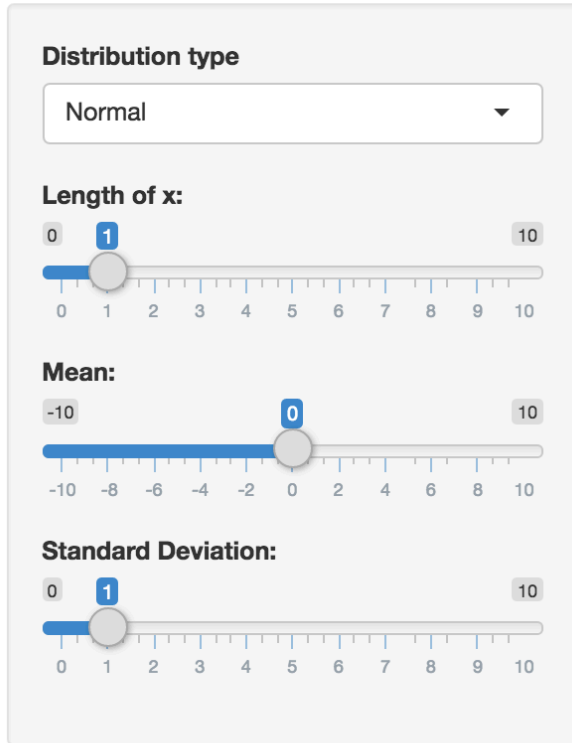 Distribution type
Normal
Length of x:
0 1 10
0 1 2 3 4 5 6 7 8 9 10
Mean:
-10 0 10
-10 -8 -6 -4 -2 0 2 4 6 8 10
Standard Deviation:
0 1 10
0 1 2 3 4 5 6 7 8 9 10